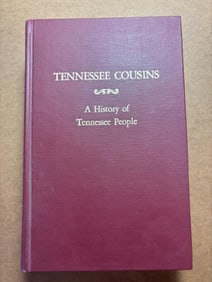 TENNESSEE COUSINS
A History of
Tennessee People